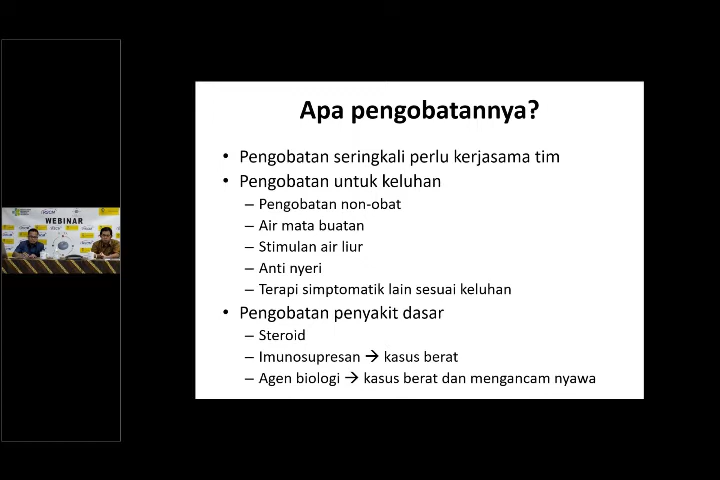 WEBINAR
Apa pengobatannya?
• Pengobatan seringkali perlu kerjasama tim
• Pengobatan untuk keluhan
– Pengobatan non-obat
– Air mata buatan
– Stimulan air liur
– Anti nyeri
– Terapi simptomatik lain sesuai keluhan
• Pengobatan penyakit dasar
– Steroid
– Imunosupresan → kasus berat
– Agen biologi → kasus berat dan mengancam nyawa